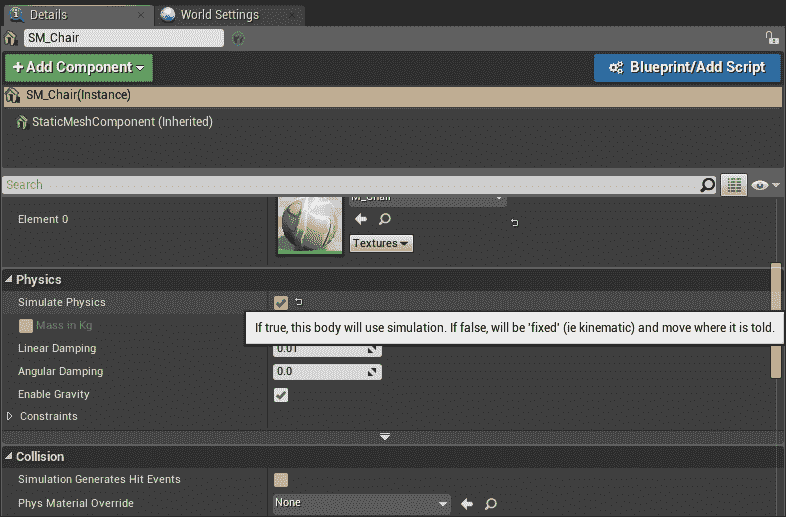 Details
World Settings
SM_Chair
+ Add Component
Blueprint/Add Script
SM_Chair(Instance)
StaticMeshComponent (Inherited)
Search
M_Chair
Element 0
Textures
Physics
Simulate Physics
If true, this body will use simulation. If false, will be 'fixed' (ie kinematic) and move where it is told.
Mass in Kg
Linear Damping
0.01
Angular Damping
0.0
Enable Gravity
Constraints
Collision
Simulation Generates Hit Events
Phys Material Override
None